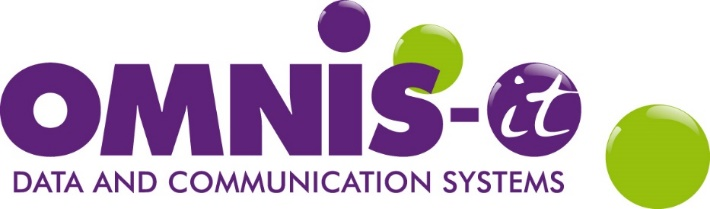 OMNiS-it
DATA AND COMMUNICATION SYSTEMS